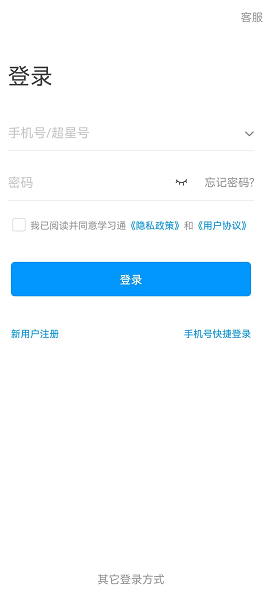 客服
登录
手机号/超星号
密码 忘记密码?
我已阅读并同意学习通《隐私政策》和《用户协议》
登录
新用户注册 手机号快捷登录
其它登录方式